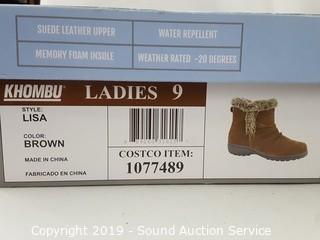 SUEDE LEATHER UPPER
WATER REPELLENT
MEMORY FOAM INSOLE
WEATHER RATED -20 DEGREES
KHOMBU
LADIES 9
STYLE:
LISA
COLOR:
BROWN
MADE IN CHINA
FABRICADO EN CHINA
COSTCO ITEM:
1077489
Copyright 2019 - Sound Auction Service